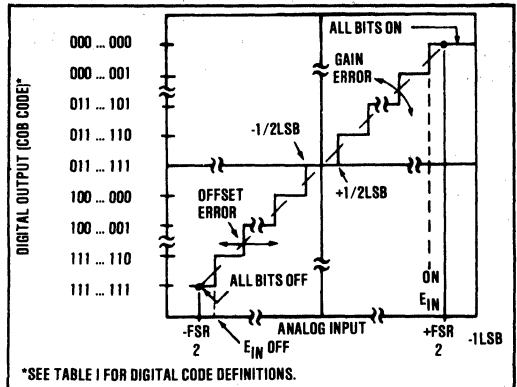 ALL BITS ON
000 ... 000
GAIN
ERROR
000 ... 001
011 ... 101
011 ... 110
-1/2LSB
011 ... 111
+1/2LSB
100 ... 000
OFFSET
ERROR
100 ... 001
111 ... 110
ALL BITS OFF
111 ... 111
ON
EIN
DIGITAL OUTPUT (COB CODE)*
-FSR
2
EIN OFF
ANALOG INPUT
+FSR
2
-1LSB
*SEE TABLE I FOR DIGITAL CODE DEFINITIONS.